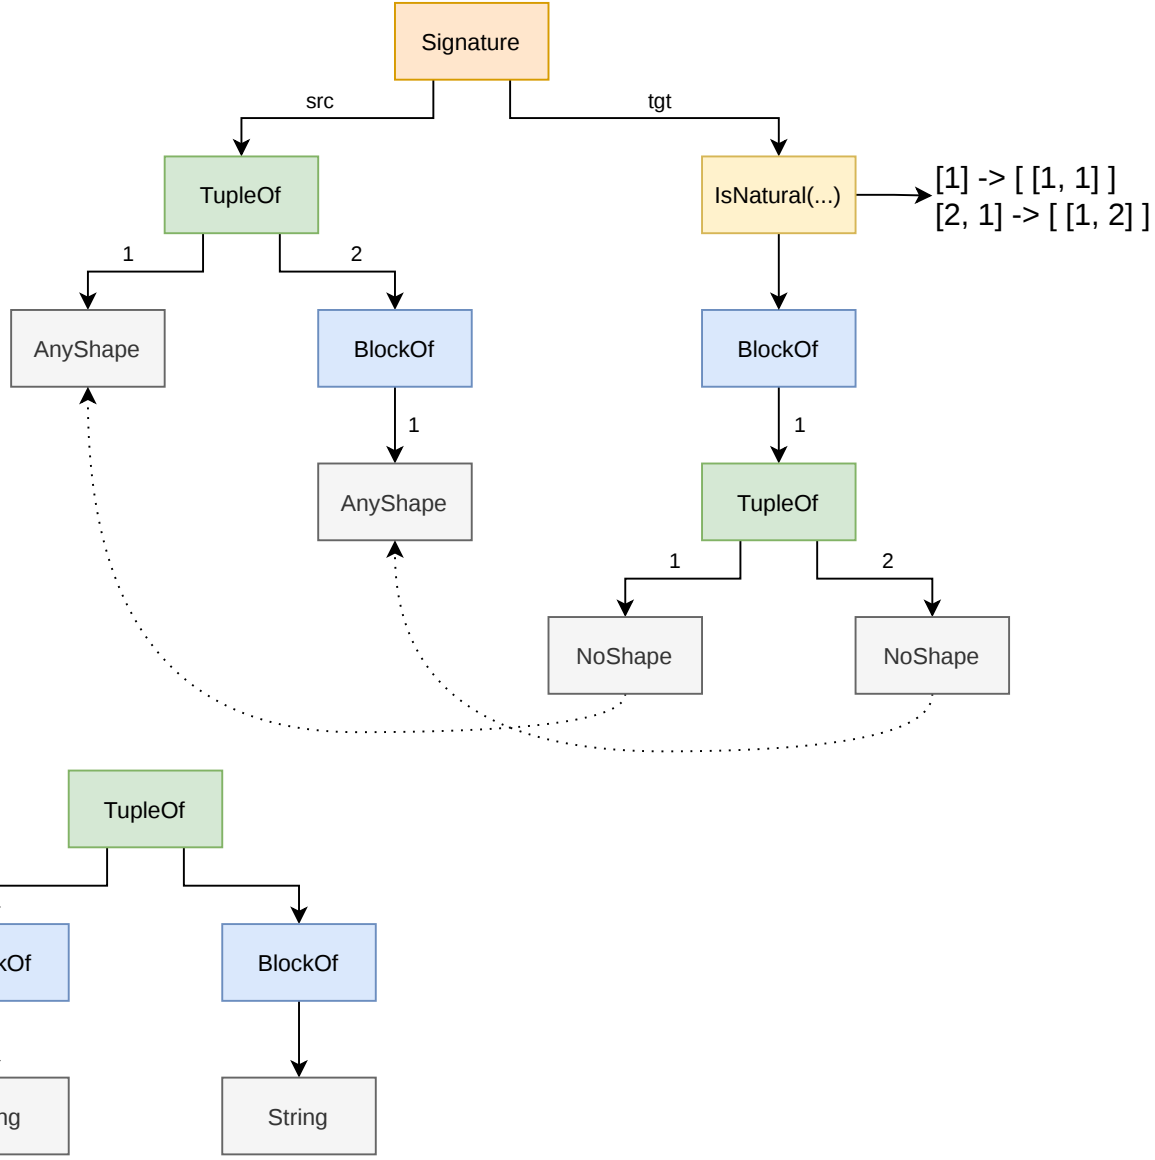 Signature
src
tgt
TupleOf
IsNatural(...)
[1] -> [ [1, 1] ]
[2, 1] -> [ [1, 2] ]
1
2
AnyShape
BlockOf
BlockOf
1
1
AnyShape
TupleOf
1
2
NoShape
NoShape
TupleOf
BlockOf
String